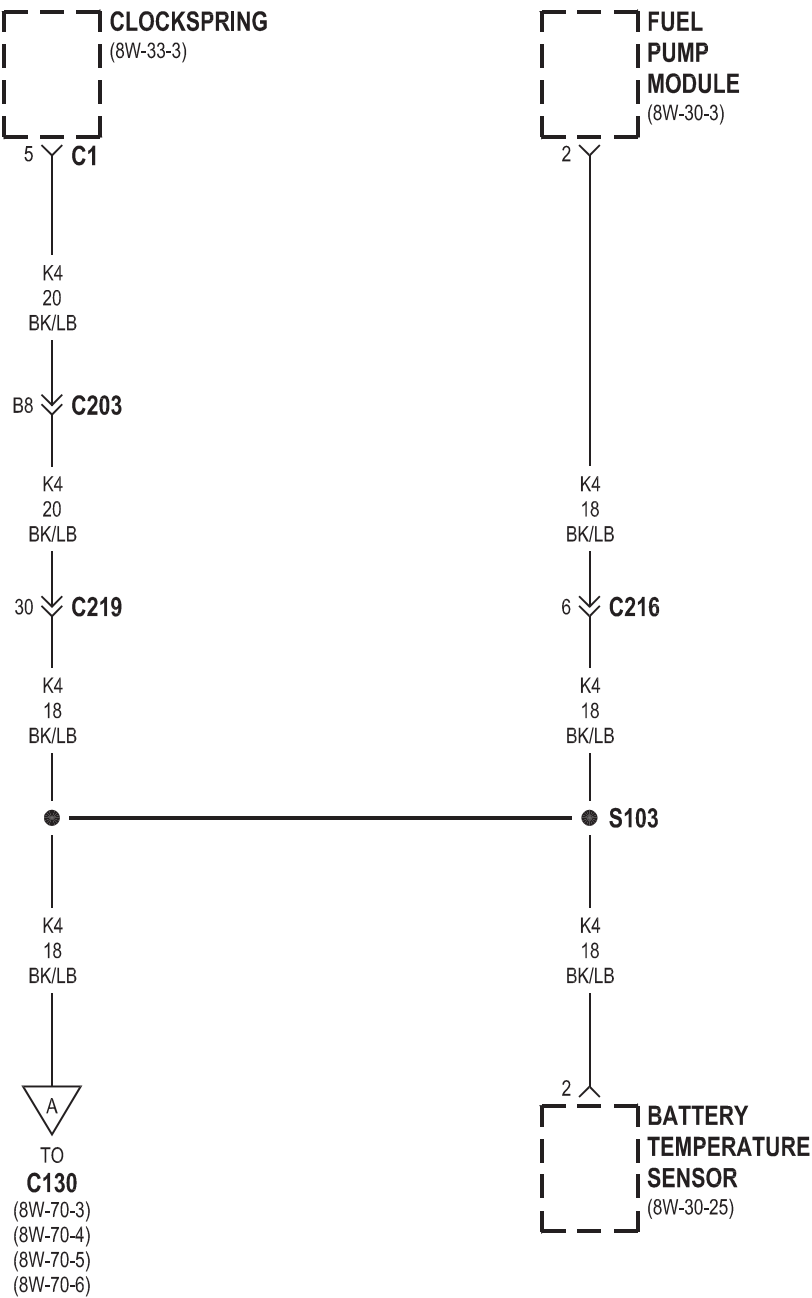 CLOCKSPRING
(8W-33-3)
5
C1
K4
20
BK/LB
B8
C203
K4
20
BK/LB
30
C219
K4
18
BK/LB
K4
18
BK/LB
A
TO
C130
(8W-70-3)
(8W-70-4)
(8W-70-5)
(8W-70-6)
FUEL
PUMP
MODULE
(8W-30-3)
2
K4
18
BK/LB
6
C216
K4
18
BK/LB
S103
K4
18
BK/LB
2
BATTERY
TEMPERATURE
SENSOR
(8W-30-25)